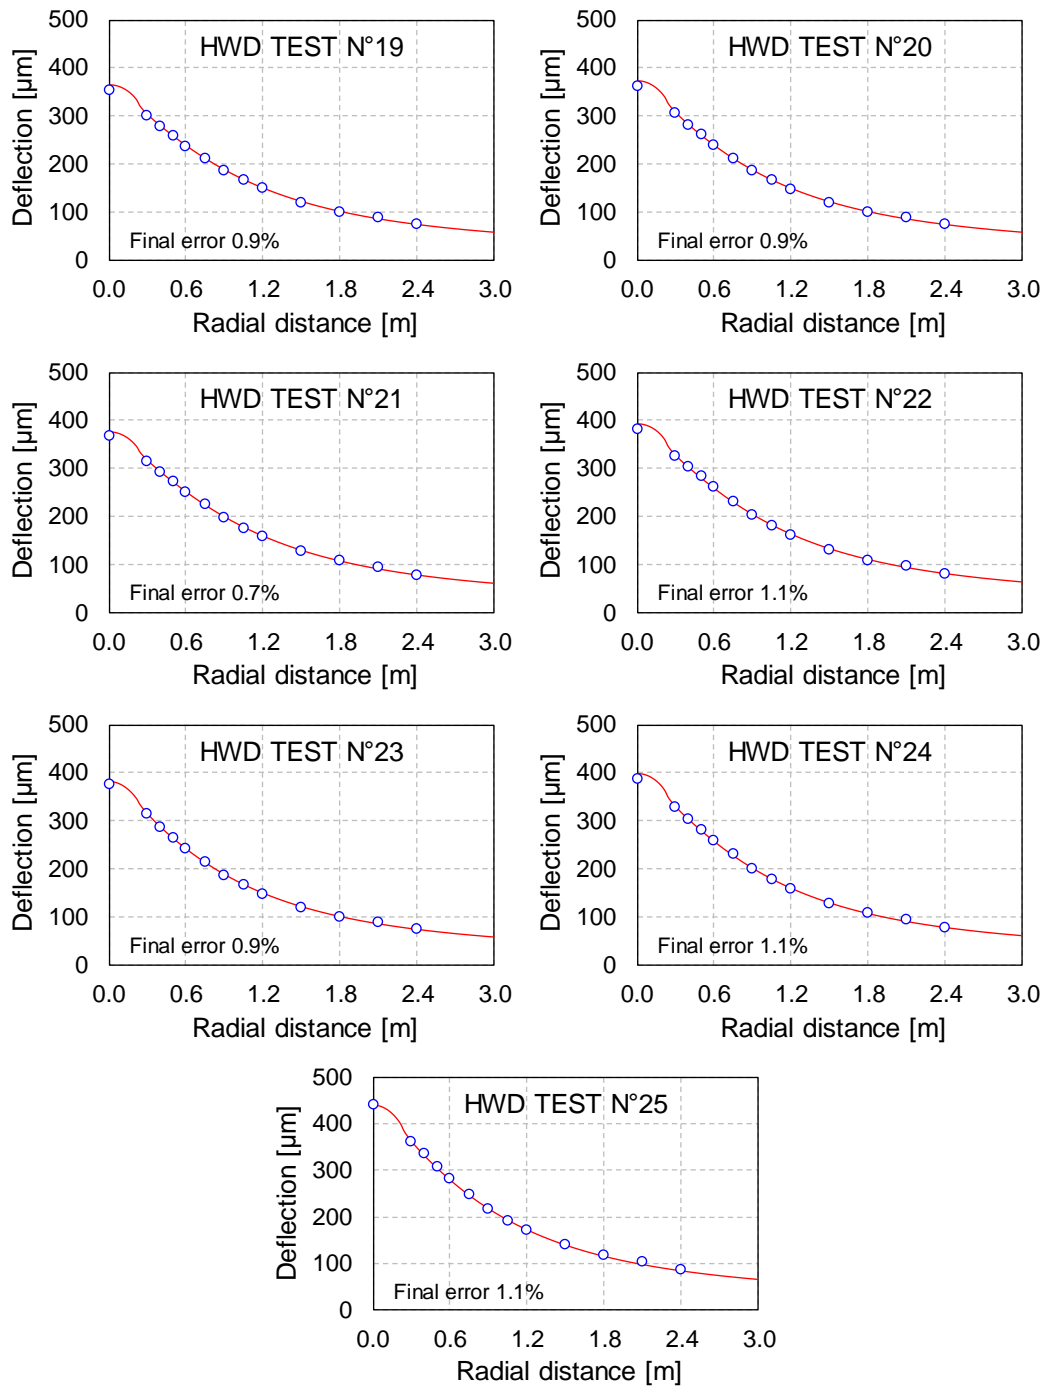 HWD TEST N°19
Deflection [µm]
500
400
300
200
100
0
Final error 0.9%
0.0 0.6 1.2 1.8 2.4 3.0
Radial distance [m]
HWD TEST N°20
Deflection [µm]
500
400
300
200
100
0
Final error 0.9%
0.0 0.6 1.2 1.8 2.4 3.0
Radial distance [m]
HWD TEST N°21
Deflection [µm]
500
400
300
200
100
0
Final error 0.7%
0.0 0.6 1.2 1.8 2.4 3.0
Radial distance [m]
HWD TEST N°22
Deflection [µm]
500
400
300
200
100
0
Final error 1.1%
0.0 0.6 1.2 1.8 2.4 3.0
Radial distance [m]
HWD TEST N°23
Deflection [µm]
500
400
300
200
100
0
Final error 0.9%
0.0 0.6 1.2 1.8 2.4 3.0
Radial distance [m]
HWD TEST N°24
Deflection [µm]
500
400
300
200
100
0
Final error 1.1%
0.0 0.6 1.2 1.8 2.4 3.0
Radial distance [m]
HWD TEST N°25
Deflection [µm]
500
400
300
200
100
0
Final error 1.1%
0.0 0.6 1.2 1.8 2.4 3.0
Radial distance [m]